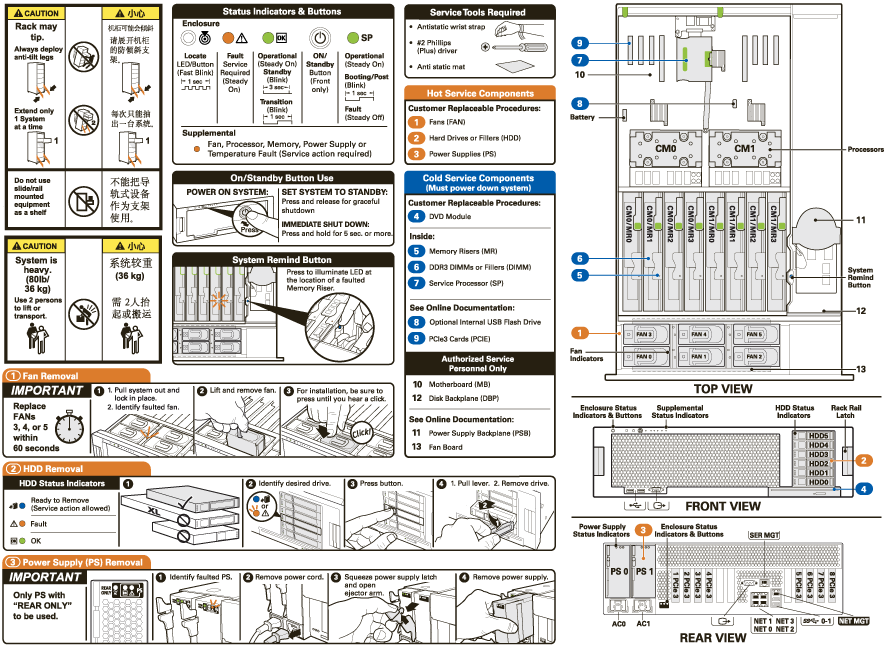 CAUTION
小心
Rack may
tip.
Always deploy
anti-tilt legs
机柜可能会倾斜
请展开机柜
的防倾斜支
架。
Extend only
1 System
at a time
1
2
每次只能抽
出一台系统。
1
Do not use
slide/rail
mounted
equipment
as a shelf
不能把导
轨式设备
作为支架
使用。
CAUTION
小心
System is
heavy.
(80lb/
36 kg)
Use 2 persons
to lift or
transport.
系统较重
(36 kg)
需 2人抬
起或搬运
Status Indicators & Buttons
Enclosure
OK
SP
Locate
LED/Button
(Fast Blink)
1 sec
Fault
Service
Required
(Steady
On)
Operational
(Steady On)
Standby
(Blink)
3 sec
Transition
(Blink)
1 sec
ON/
Standby
Button
(Front
only)
Operational
(Steady On)
Booting/Post
(Blink)
1 sec
Fault
(Steady Off)
Supplemental
Fan, Processor, Memory, Power Supply or
Temperature Fault (Service action required)
On/Standby Button Use
POWER ON SYSTEM:
Press
SET SYSTEM TO STANDBY:
Press and release for graceful
shutdown
IMMEDIATE SHUT DOWN:
Press and hold for 5 sec. or more.
System Remind Button
Press to illuminate LED at
the location of a faulted
Memory Riser.
Service Tools Required
• Antistatic wrist strap
• #2 Phillips
(Plus) driver
• Anti static mat
Hot Service Components
Customer Replaceable Procedures:
1 Fans (FAN)
2 Hard Drives or Fillers (HDD)
3 Power Supplies (PS)
Cold Service Components
(Must power down system)
Customer Replaceable Procedures:
4 DVD Module
Inside:
5 Memory Risers (MR)
6 DDR3 DIMMs or Fillers (DIMM)
7 Service Processor (SP)
See Online Documentation:
8 Optional Internal USB Flash Drive
9 PCIe3 Cards (PCIE)
Authorized Service
Personnel Only
10 Motherboard (MB)
12 Disk Backplane (DBP)
See Online Documentation:
11 Power Supply Backplane (PSB)
13 Fan Board
1 Fan Removal
IMPORTANT
Replace
FANs
3, 4, or 5
within
60 seconds
1 1. Pull system out and
lock in place.
2. Identify faulted fan.
2 Lift and remove fan.
3 For installation, be sure to
press until you hear a click.
Click!
2 HDD Removal
HDD Status Indicators
Ready to Remove
(Service action allowed)
Fault
OK
OK
1
XL
2 Identify desired drive.
or
3 Press button.
4 1. Pull lever. 2. Remove drive.
2
3 Power Supply (PS) Removal
IMPORTANT
Only PS with
“REAR ONLY”
to be used.
REAR
ONLY
1 Identify faulted PS.
2 Remove power cord.
3 Squeeze power supply latch
and open
ejector arm.
4 Remove power supply.
9
7
10
8
Battery
CM0
CM1
Processors
CM0/MR0
CM0/MR1
CM0/MR2
CM0/MR3
CM1/MR0
CM1/MR1
CM1/MR2
CM1/MR3
11
6
5
System
Remind
Button
12
1
FAN 3
FAN 4
FAN 5
Fan
Indicators
FAN 0
FAN 1
FAN 2
13
TOP VIEW
Enclosure Status
Indicators & Buttons
Supplemental
Status Indicators
HDD Status
Indicators
Rack Rail
Latch
HDD5
HDD4
HDD3
HDD2
HDD1
HDD0
2
4
FRONT VIEW
Power Supply
Status Indicators
3
Enclosure Status
Indicators & Buttons
SER MGT
PS 0
PS 1
1 PCIe 3
2 PCIe 3
3 PCIe 3
4 PCIe 3
5 PCIe 3
6 PCIe 3
7 PCIe 3
8 PCIe 3
AC0
AC1
NET 1 NET 3
NET 0 NET 2
0-1
NET MGT
REAR VIEW